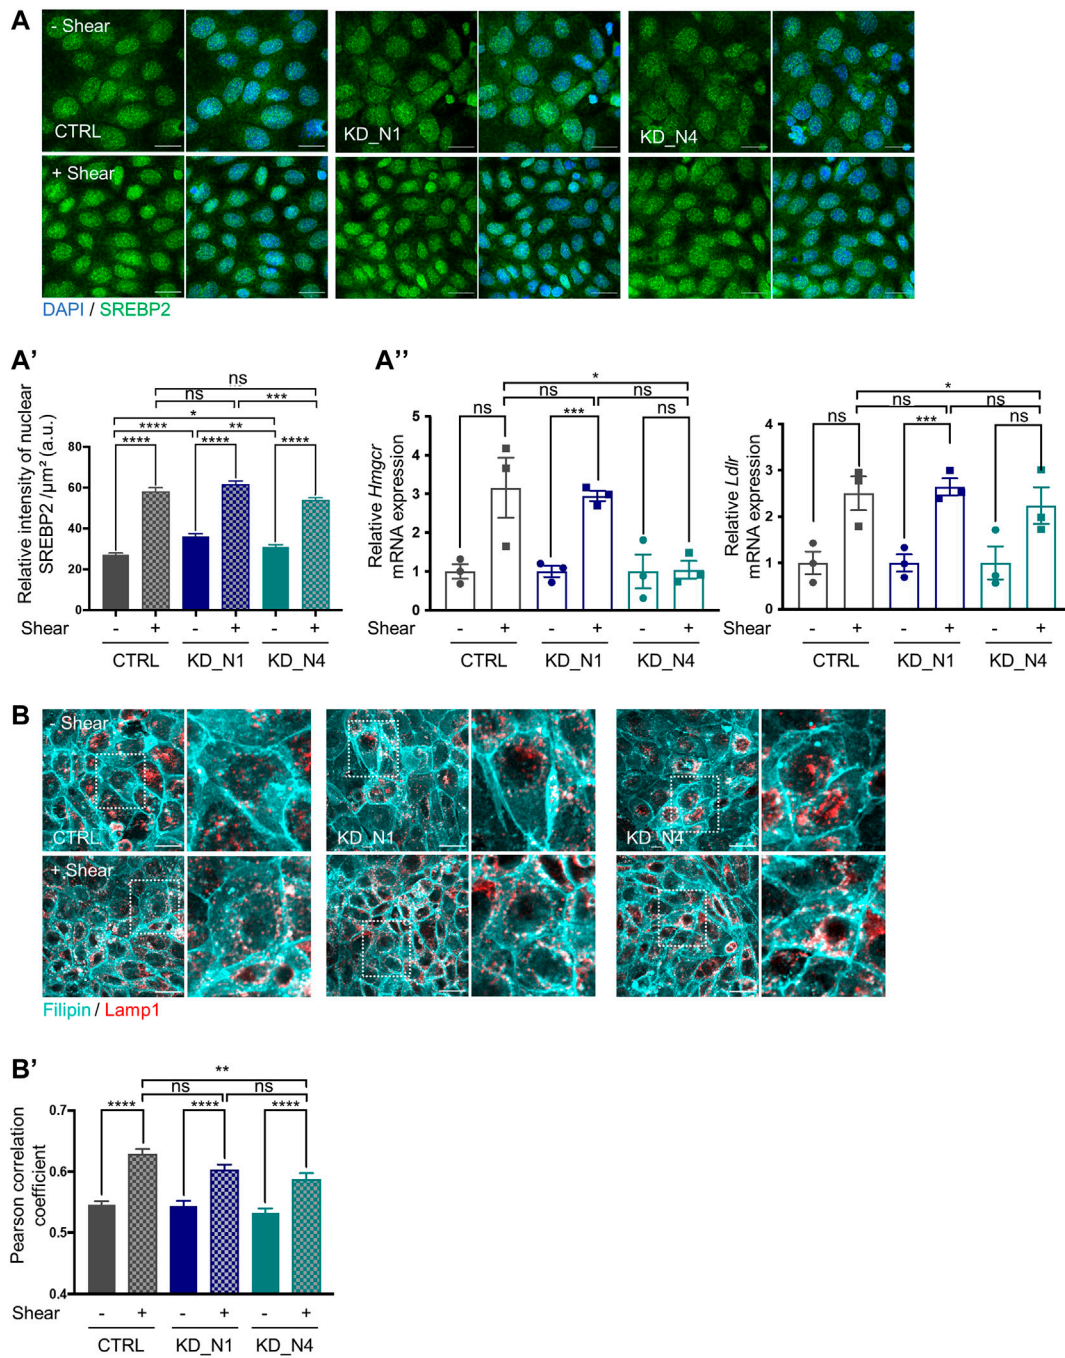 A
- Shear
CTRL
KD_N1
KD_N4
+ Shear
DAPI / SREBP2
A’
Relative intensity of nuclear
SREBP2 /µm² (a.u.)
80
60
40
20
0
ns
ns
***
*
****
**
****
****
****
Shear
- + - + - +
CTRL KD_N1 KD_N4
A’’
Relative Hmgcr
mRNA expression
5
4
3
2
1
0
*
ns
ns
ns
***
ns
Shear
- + - + - +
CTRL KD_N1 KD_N4
Relative Ldlr
mRNA expression
4
3
2
1
0
*
ns
ns
ns
***
ns
- + - + - +
CTRL KD_N1 KD_N4
B
- Shear
CTRL
KD_N1
KD_N4
+ Shear
Filipin / Lamp1
B’
Pearson correlation
coefficient
0.7
0.6
0.5
0.4
**
ns
ns
****
****
****
Shear
- + - + - +
CTRL KD_N1 KD_N4